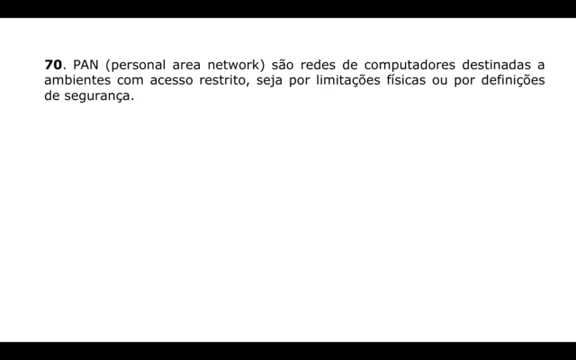 70. PAN (personal area network) são redes de computadores destinadas a
ambientes com acesso restrito, seja por limitações físicas ou por definições
de segurança.